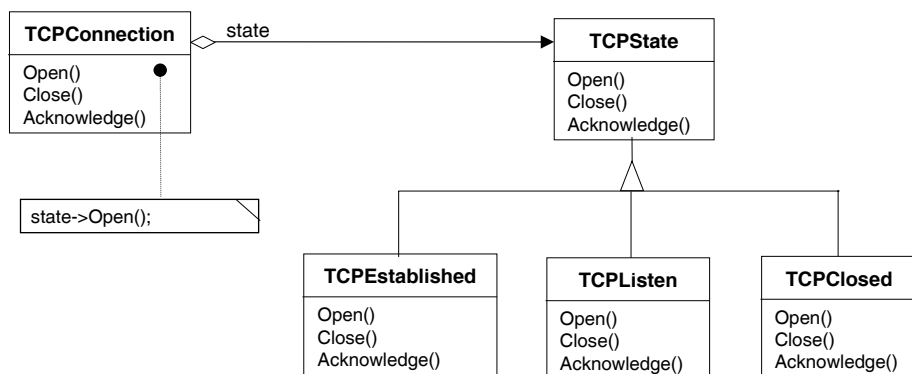 TCPConnection
Open()
Close()
Acknowledge()
state
TCPState
Open()
Close()
Acknowledge()
state->Open();
TCPEstablished
Open()
Close()
Acknowledge()
TCPListen
Open()
Close()
Acknowledge()
TCPClosed
Open()
Close()
Acknowledge()